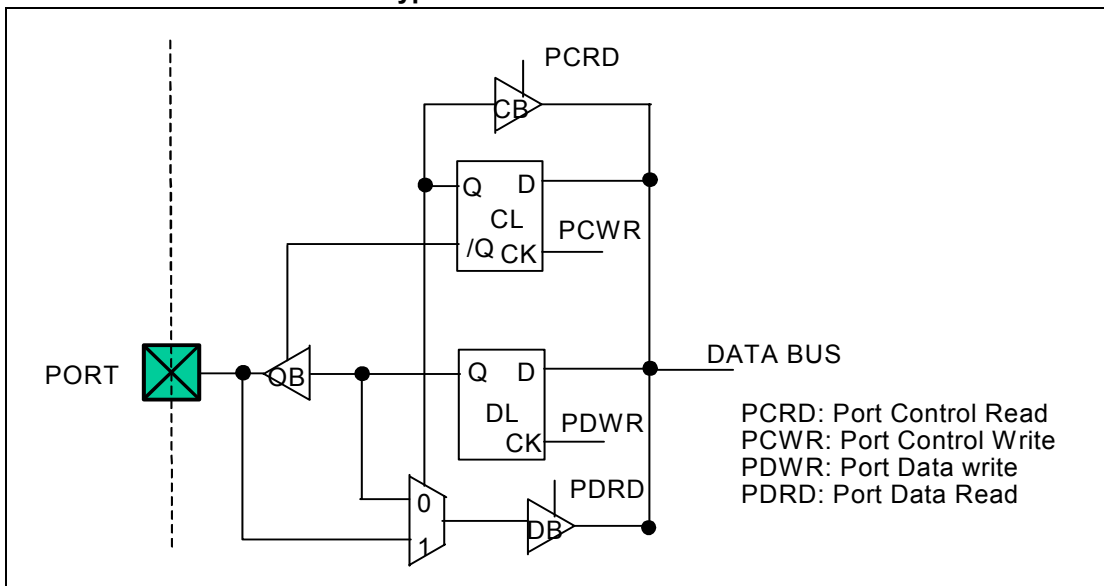 PCRD
CB
Q D
CL
PCWR
/Q CK
DATA BUS
PORT
OB
Q D
DL
PDWR
CK
PCRD: Port Control Read
PCWR: Port Control Write
PDWR: Port Data write
PDRD: Port Data Read
PDRD
0
DB
1